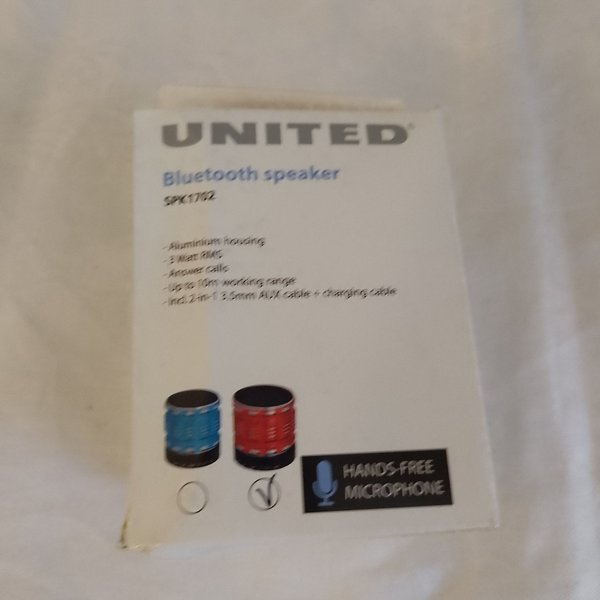 UNITED®
Bluetooth speaker
SPK1702
- Aluminium housing
- 3 Watt RMS
- Answer calls
- Up to 10m working range
- Incl. 2-in-1 3.5mm AUX cable + charging cable
HANDS-FREE
MICROPHONE